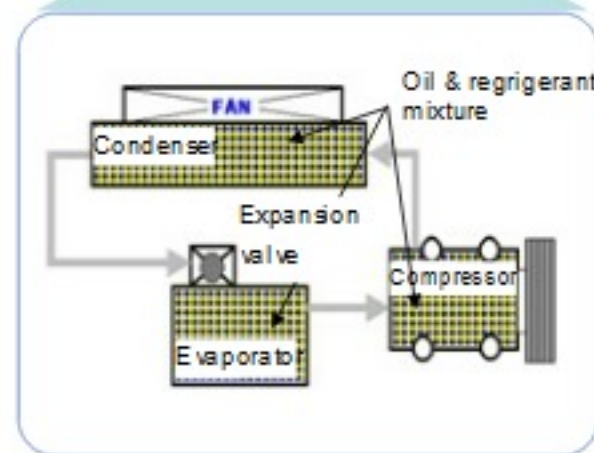 Oil & regrigerant
mixture
FAN
Condenser
Expansion
valve
Compressor
Evaporator